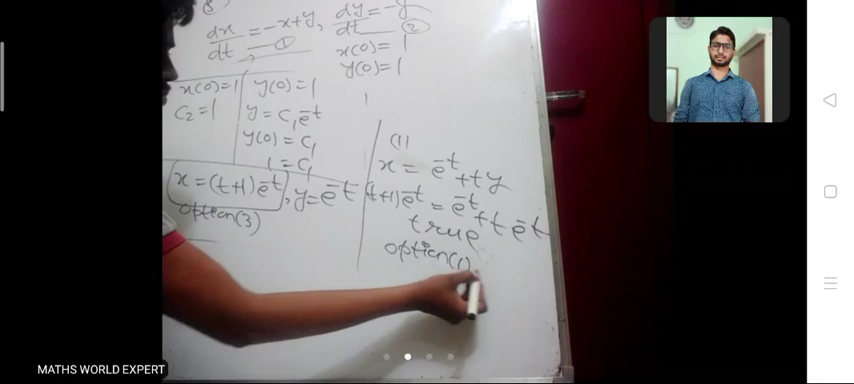 dx/dt = -x+y, dy/dt = -y
① ②
x(0)=1
y(0)=1
x(0)=1 y(0)=1
C₂=1 y = C₁e^-t
y(0) = C₁
1 = C₁
x = (t+1)e^-t, y = e^-t
option(3)
(1)
x = e^-t + ty
(t+1)e^-t = e^-t + te^-t
true
option(1)
MATHS WORLD EXPERT